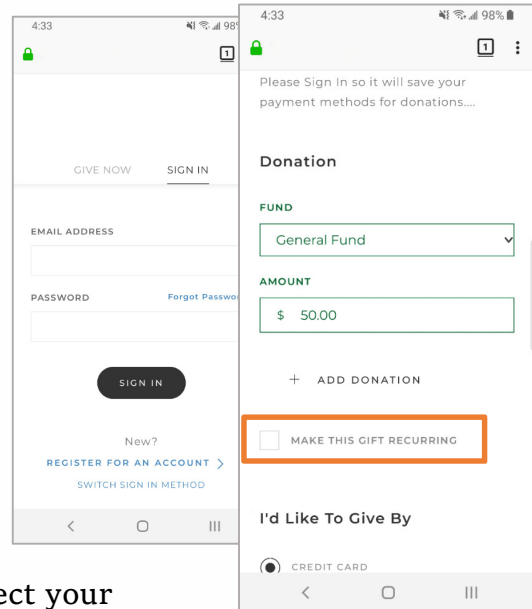 4:33
98%
1
GIVE NOW SIGN IN
EMAIL ADDRESS
PASSWORD Forgot
SIGN IN
New?
REGISTER FOR AN ACCOUNT >
SWITCH SIGN IN METHOD
4:33
98%
1
Please Sign In so it will save your
payment methods for donations....
Donation
FUND
General Fund
AMOUNT
$ 50.00
+ ADD DONATION
MAKE THIS GIFT RECURRING
I'd Like To Give By
CREDIT CARD
your